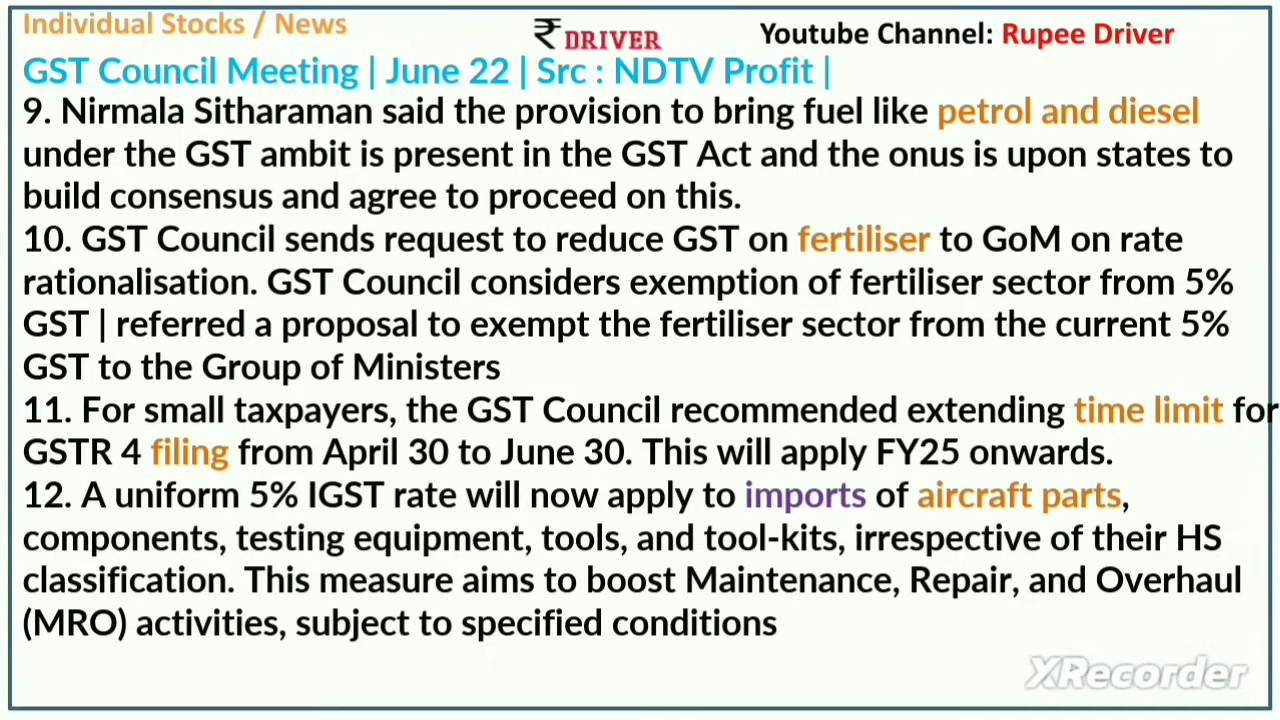 Individual Stocks / News
₹ DRIVER
Youtube Channel: Rupee Driver
GST Council Meeting | June 22 | Src : NDTV Profit |
9. Nirmala Sitharaman said the provision to bring fuel like petrol and diesel
under the GST ambit is present in the GST Act and the onus is upon states to
build consensus and agree to proceed on this.
10. GST Council sends request to reduce GST on fertiliser to GoM on rate
rationalisation. GST Council considers exemption of fertiliser sector from 5%
GST | referred a proposal to exempt the fertiliser sector from the current 5%
GST to the Group of Ministers
11. For small taxpayers, the GST Council recommended extending time limit for
GSTR 4 filing from April 30 to June 30. This will apply FY25 onwards.
12. A uniform 5% IGST rate will now apply to imports of aircraft parts,
components, testing equipment, tools, and tool-kits, irrespective of their HS
classification. This measure aims to boost Maintenance, Repair, and Overhaul
(MRO) activities, subject to specified conditions
XRecorder